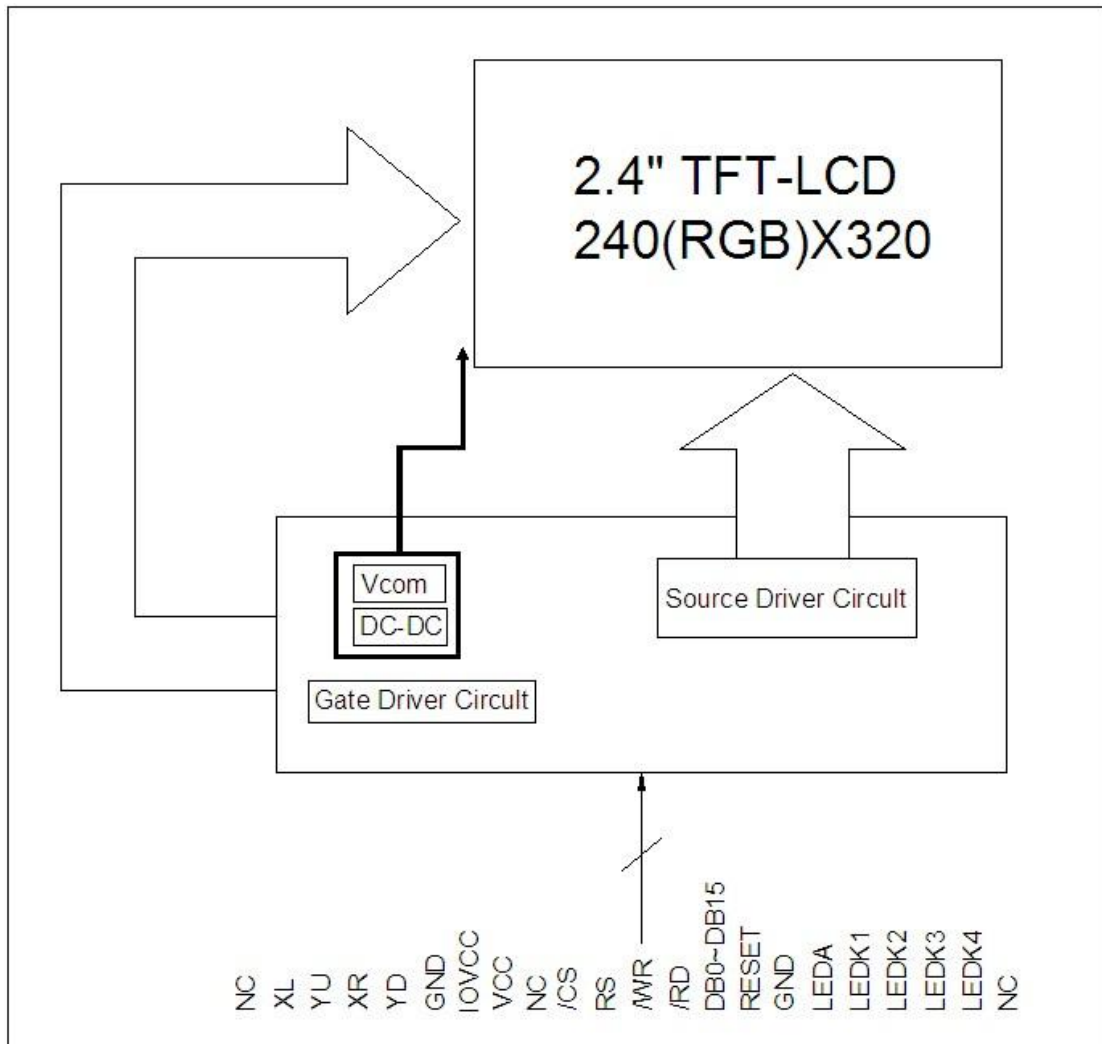 2.4" TFT-LCD
240(RGB)X320
Vcom
DC-DC
Source Driver Circult
Gate Driver Circult
NC
XL
YU
XR
YD
GND
IOVCC
VCC
NC
/CS
RS
/WR
/RD
DB0~DB15
RESET
GND
LEDA
LEDK1
LEDK2
LEDK3
LEDK4
NC